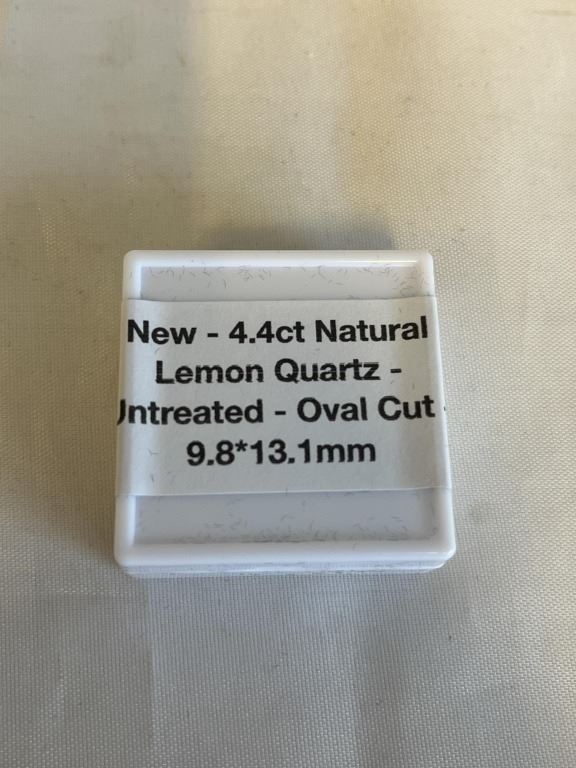 New - 4.4ct Natural
Lemon Quartz -
Untreated - Oval Cut -
9.8*13.1mm